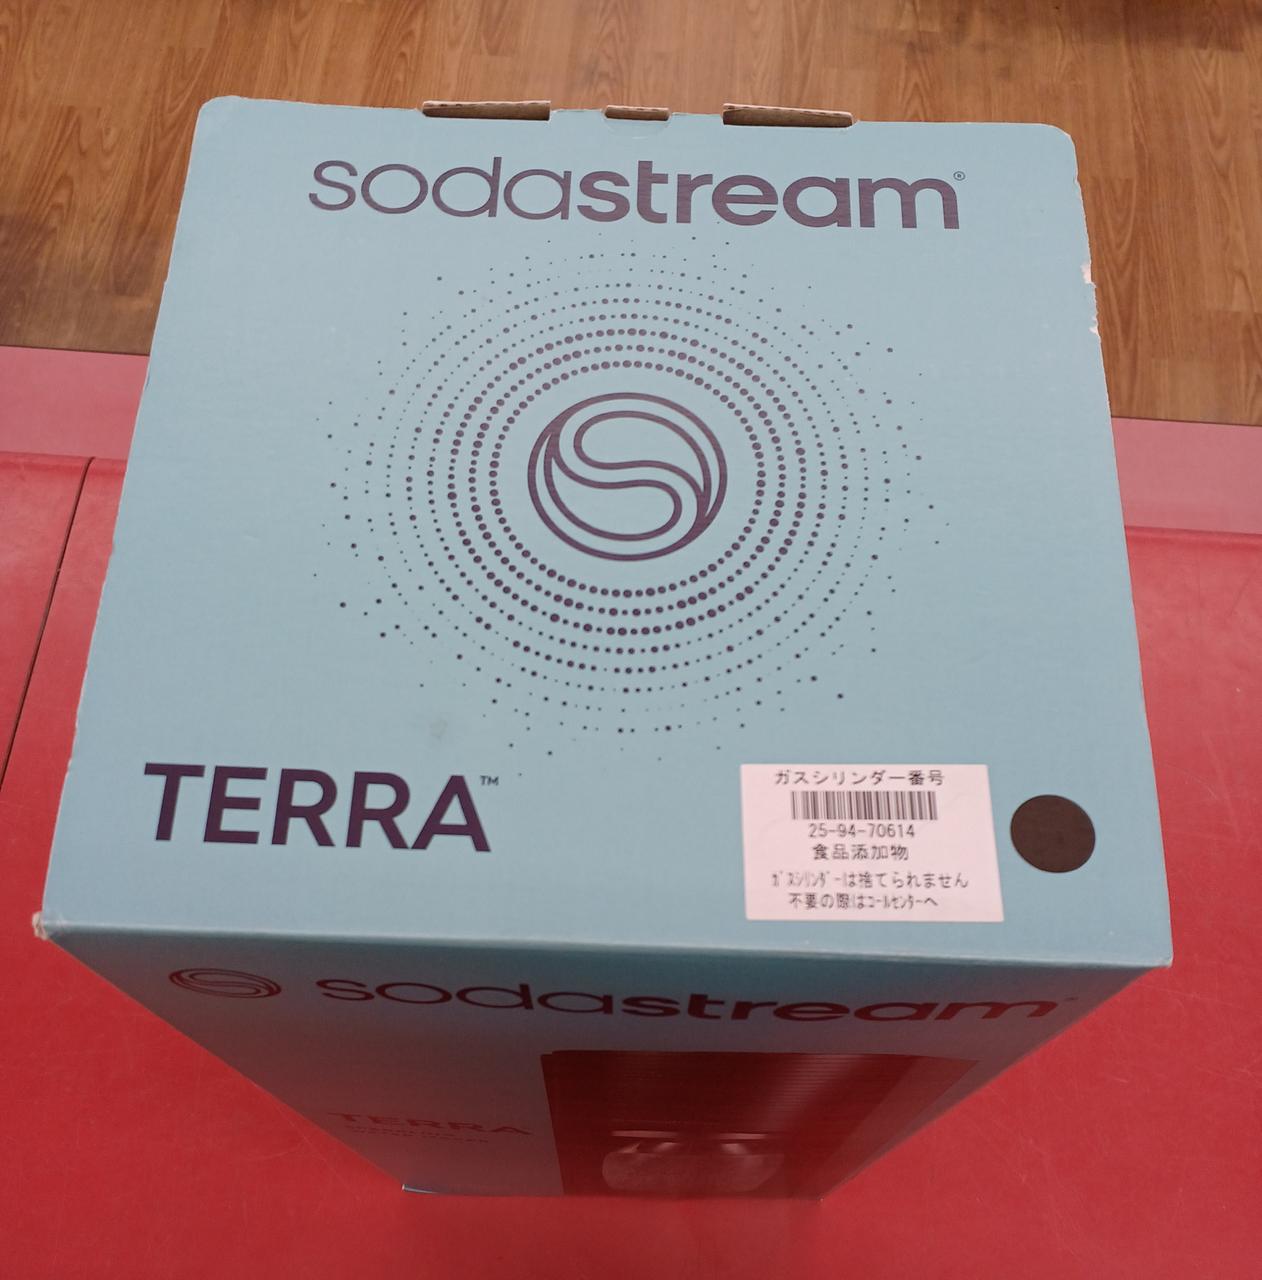 sodastream®
TERRA™
ガスシリンダー番号
25-94-70614
食品添加物
ｶﾞｽｼﾘﾝﾀﾞｰは捨てられません
不要の際はｺｰﾙｾﾝﾀｰへ
sodastream
TERRA